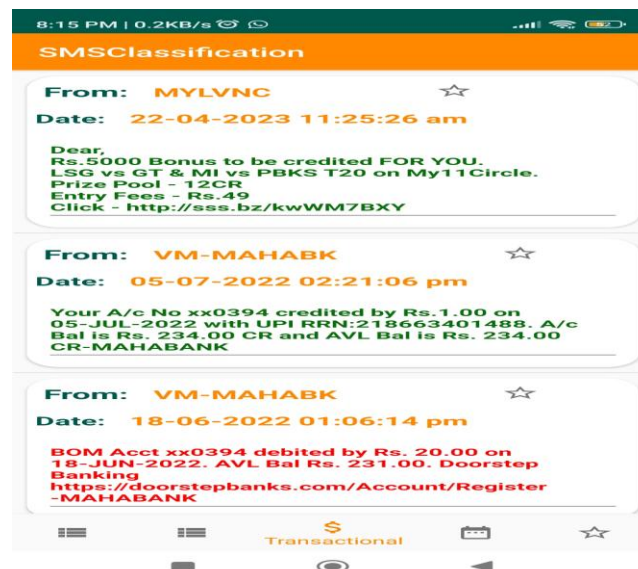 8:15 PM | 0.2KB/s
52
SMSClassification
From: MYLVNC
Date: 22-04-2023 11:25:26 am
Dear,
Rs.5000 Bonus to be credited FOR YOU.
LSG vs GT & MI vs PBKS T20 on My11Circle.
Prize Pool - 12CR
Entry Fees - Rs.49
Click - http://sss.bz/kwWM7BXY
From: VM-MAHABK
Date: 05-07-2022 02:21:06 pm
Your A/c No xx0394 credited by Rs.1.00 on
05-JUL-2022 with UPI RRN:218663401488. A/c
Bal is Rs. 234.00 CR and AVL Bal is Rs. 234.00
CR-MAHABANK
From: VM-MAHABK
Date: 18-06-2022 01:06:14 pm
BOM Acct xx0394 debited by Rs. 20.00 on
18-JUN-2022. AVL Bal Rs. 231.00. Doorstep
Banking
https://doorstepbanks.com/Account/Register
-MAHABANK
$
Transactional